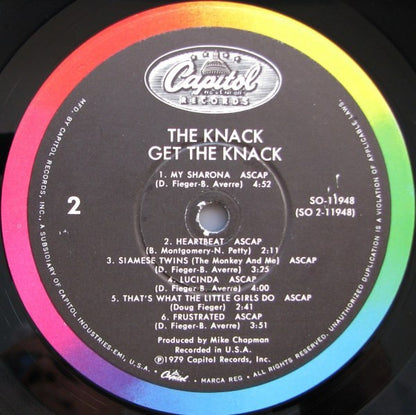 Capitol
RECORDS
THE KNACK
GET THE KNACK
1. MY SHARONA ASCAP
(D. Fieger-B. Averre) 4:52
2
SO-11948
(SO 2-11948)
2. HEARTBEAT ASCAP
(B. Montgomery-N. Petty) 2:11
3. SIAMESE TWINS (The Monkey And Me) ASCAP
(D. Fieger-B. Averre) 3:25
4. LUCINDA ASCAP
(D. Fieger-B. Averre) 4:00
5. THAT'S WHAT THE LITTLE GIRLS DO ASCAP
(Doug Fieger) 2:41
6. FRUSTRATED ASCAP
(D. Fieger-B. Averre) 3:51
Produced by Mike Chapman
Recorded in U.S.A.
℗1979 Capitol Records, Inc.
MFD. BY CAPITOL RECORDS, INC., A SUBSIDIARY OF CAPITOL INDUSTRIES-EMI, U.S.A. • Capitol MARCA REG • ALL RIGHTS RESERVED. UNAUTHORIZED DUPLICATION IS A VIOLATION OF APPLICABLE LAWS.